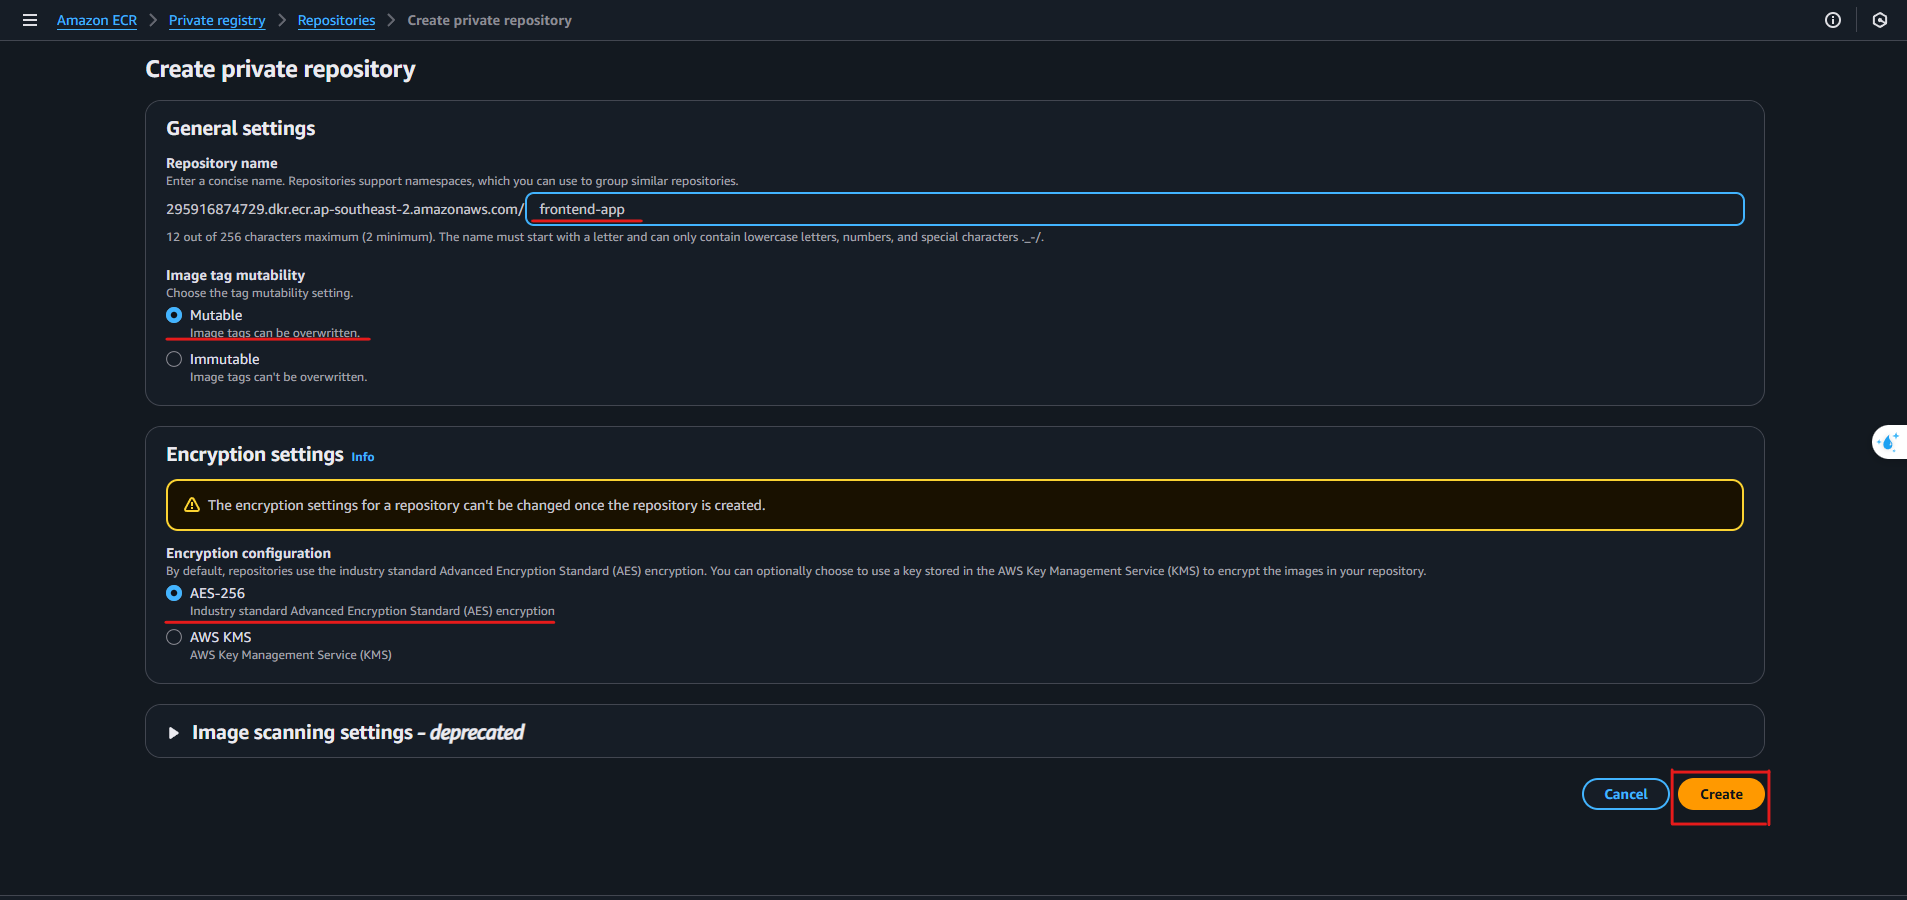 Amazon ECR > Private registry > Repositories > Create private repository
Create private repository
General settings
Repository name
Enter a concise name. Repositories support namespaces, which you can use to group similar repositories.
295916874729.dkr.ecr.ap-southeast-2.amazonaws.com/ frontend-app
12 out of 256 characters maximum (2 minimum). The name must start with a letter and can only contain lowercase letters, numbers, and special characters ._-/.
Image tag mutability
Choose the tag mutability setting.
Mutable
Image tags can be overwritten.
Immutable
Image tags can't be overwritten.
Encryption settings Info
The encryption settings for a repository can't be changed once the repository is created.
Encryption configuration
By default, repositories use the industry standard Advanced Encryption Standard (AES) encryption. You can optionally choose to use a key stored in the AWS Key Management Service (KMS) to encrypt the images in your repository.
AES-256
Industry standard Advanced Encryption Standard (AES) encryption
AWS KMS
AWS Key Management Service (KMS)
Image scanning settings - deprecated
Cancel Create